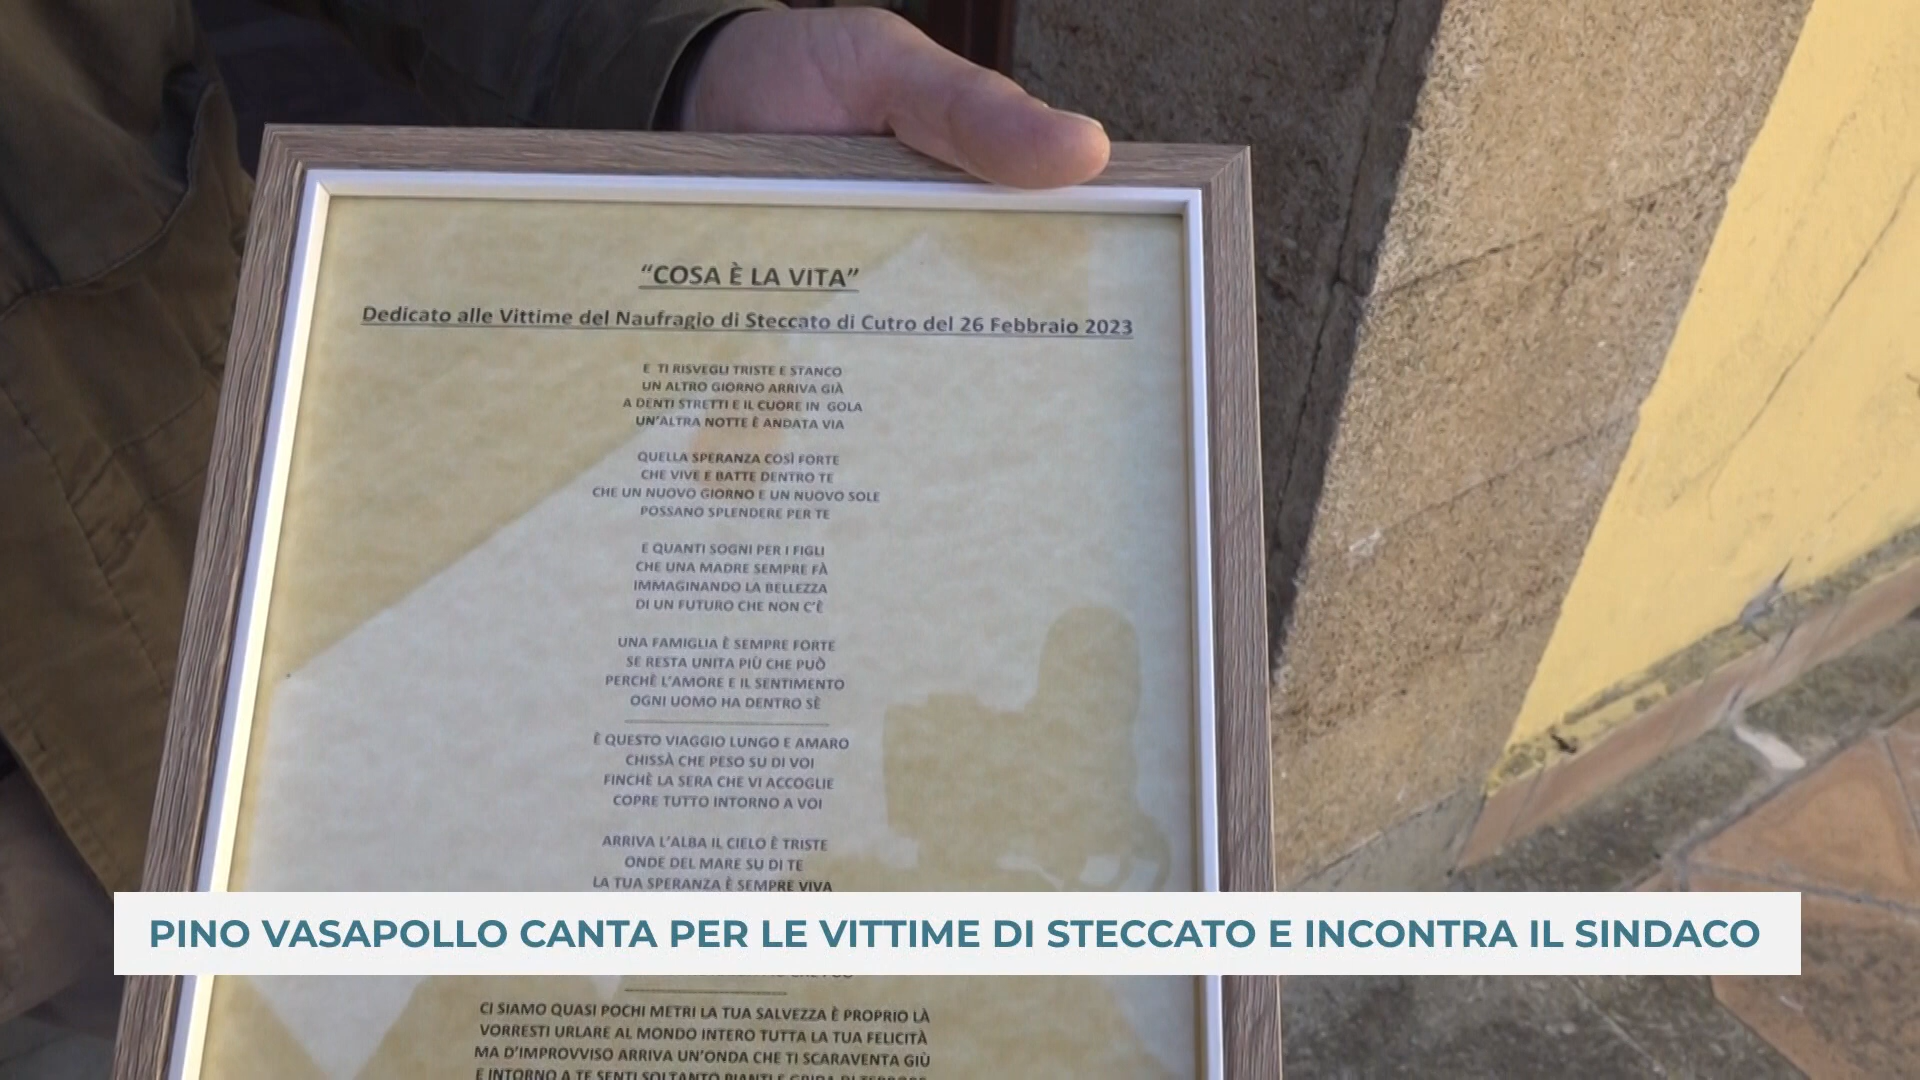 “COSA È LA VITA”
Dedicato alle Vittime del Naufragio di Steccato di Cutro del 26 Febbraio 2023
E TI RISVEGLI TRISTE E STANCO
UN ALTRO GIORNO ARRIVA GIÀ
A DENTI STRETTI E IL CUORE IN GOLA
UN’ALTRA NOTTE È ANDATA VIA
QUELLA SPERANZA COSÌ FORTE
CHE VIVE E BATTE DENTRO TE
CHE UN NUOVO GIORNO E UN NUOVO SOLE
POSSANO SPLENDERE PER TE
E QUANTI SOGNI PER I FIGLI
CHE UNA MADRE SEMPRE FÀ
IMMAGINANDO LA BELLEZZA
DI UN FUTURO CHE NON C’È
UNA FAMIGLIA È SEMPRE FORTE
SE RESTA UNITA PIÙ CHE PUÒ
PERCHÈ L’AMORE E IL SENTIMENTO
OGNI UOMO HA DENTRO SÈ
È QUESTO VIAGGIO LUNGO E AMARO
CHISSÀ CHE PESO SU DI VOI
FINCHÈ LA SERA CHE VI ACCOGLIE
COPRE TUTTO INTORNO A VOI
ARRIVA L’ALBA IL CIELO È TRISTE
ONDE DEL MARE SU DI TE
LA TUA SPERANZA È SEMPRE VIVA
PINO VASAPOLLO CANTA PER LE VITTIME DI STECCATO E INCONTRA IL SINDACO
CI SIAMO QUASI POCHI METRI LA TUA SALVEZZA È PROPRIO LÀ
VORRESTI URLARE AL MONDO INTERO TUTTA LA TUA FELICITÀ
MA D’IMPROVVISO ARRIVA UN’ONDA CHE TI SCARAVENTA GIÙ
E INTORNO A TE SENTI SOLTANTO PIANTI E GRIDA DI TERRORE